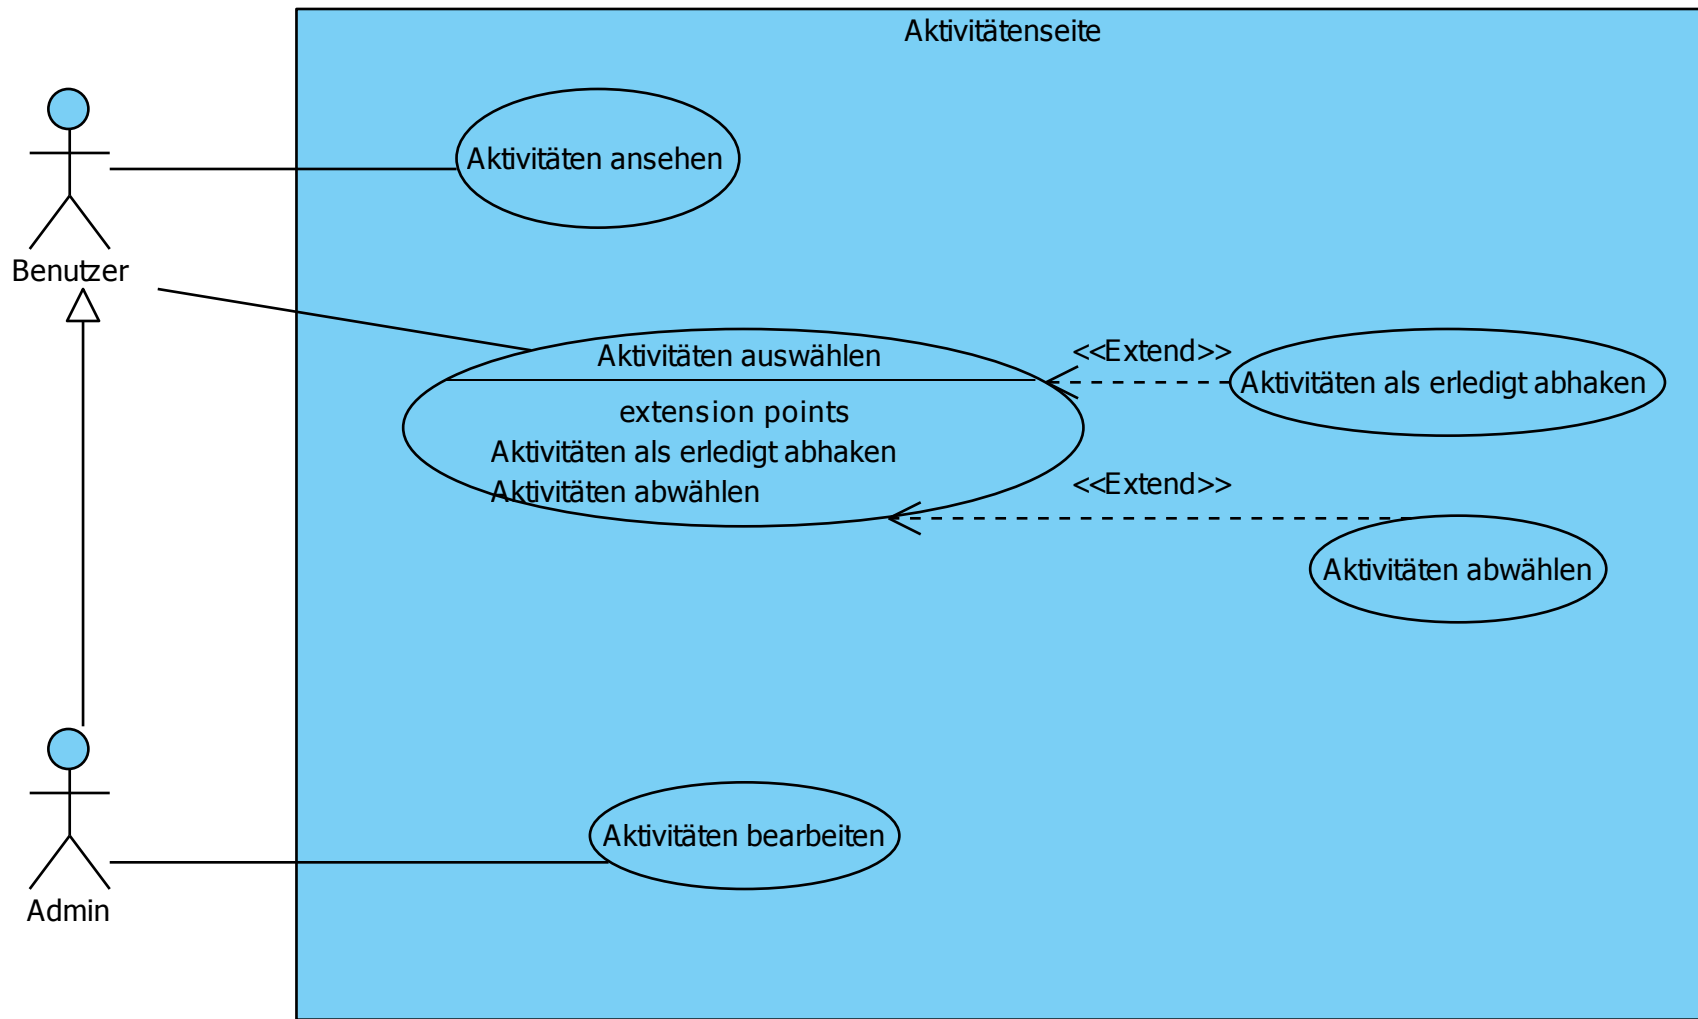 Aktivitätenseite
Aktivitäten ansehen
Benutzer
Aktivitäten auswählen
extension points
Aktivitäten als erledigt abhaken
Aktivitäten abwählen
<<Extend>>
Aktivitäten als erledigt abhaken
<<Extend>>
Aktivitäten abwählen
Aktivitäten bearbeiten
Admin